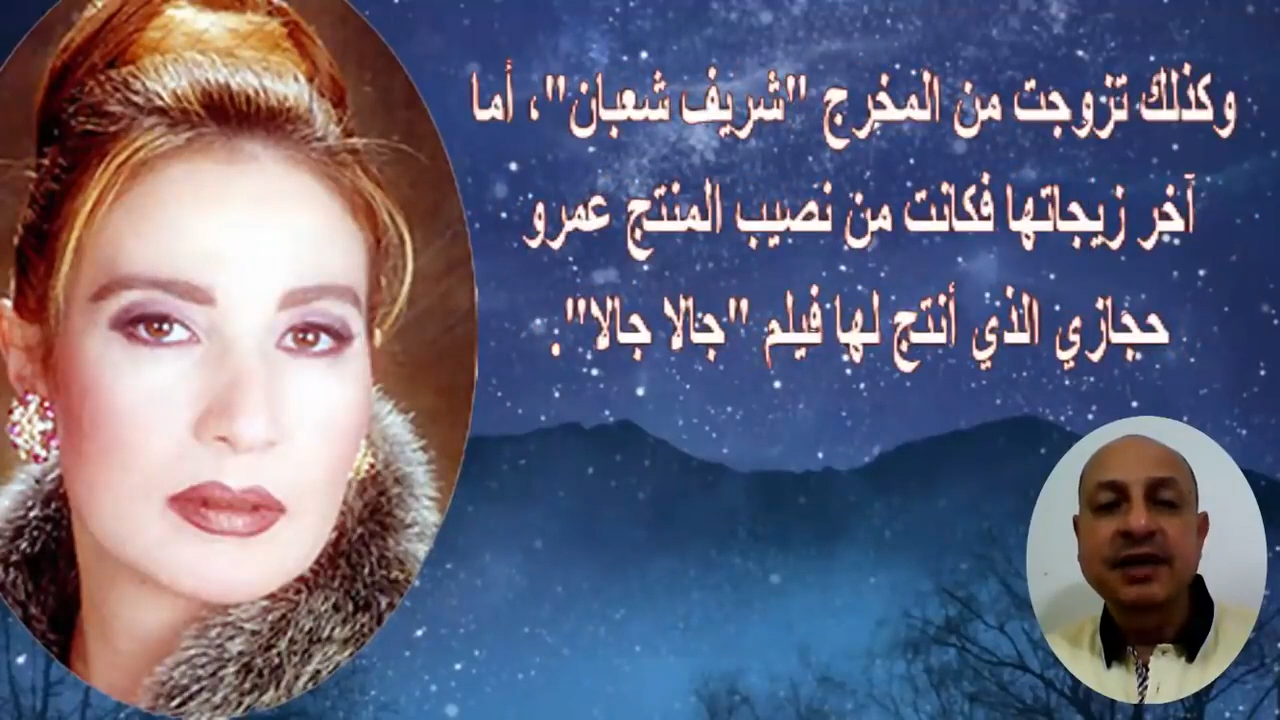 وكذلك تزوجت من المخرج "شريف شعبان"، أما
آخر زيجاتها فكانت من نصيب المنتج عمرو
حجازي الذي أنتج لها فيلم "جالا جالا".